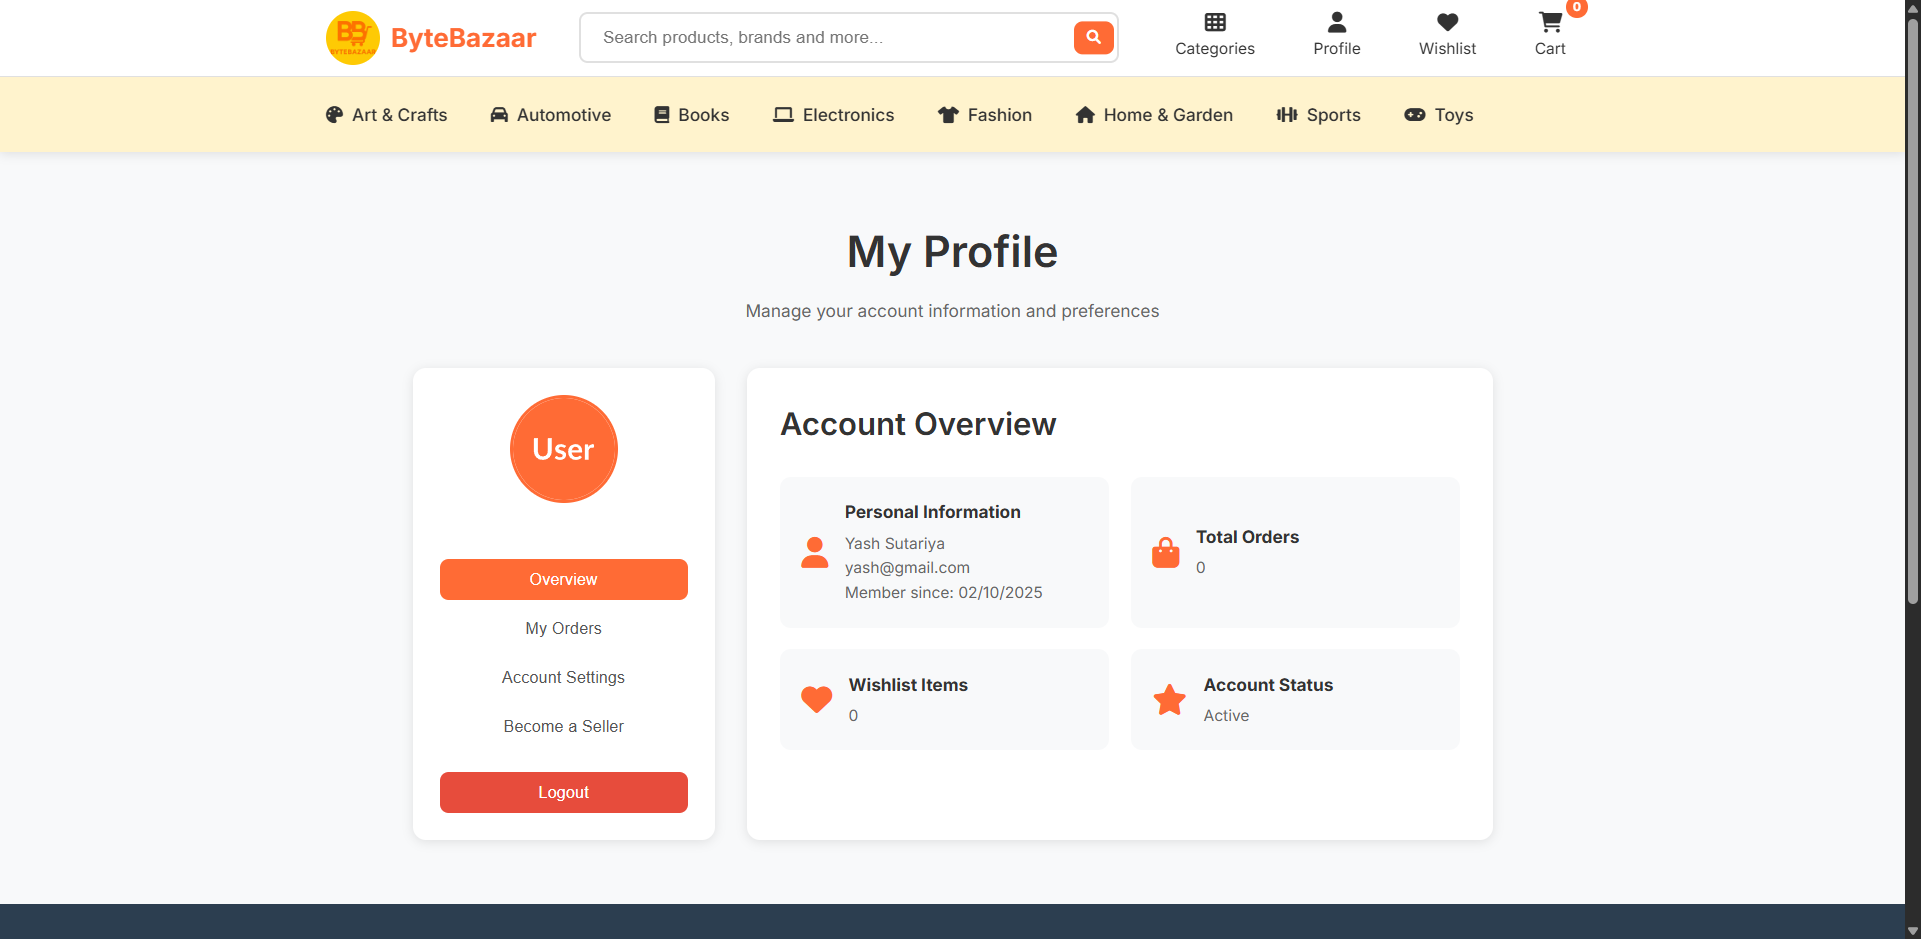 BB
BYTEBAZAAR
ByteBazaar
Search products, brands and more...
Categories
Profile
Wishlist
0
Cart
Art & Crafts
Automotive
Books
Electronics
Fashion
Home & Garden
Sports
Toys
My Profile
Manage your account information and preferences
User
Overview
My Orders
Account Settings
Become a Seller
Logout
Account Overview
Personal Information
Yash Sutariya
yash@gmail.com
Member since: 02/10/2025
Total Orders
0
Wishlist Items
0
Account Status
Active